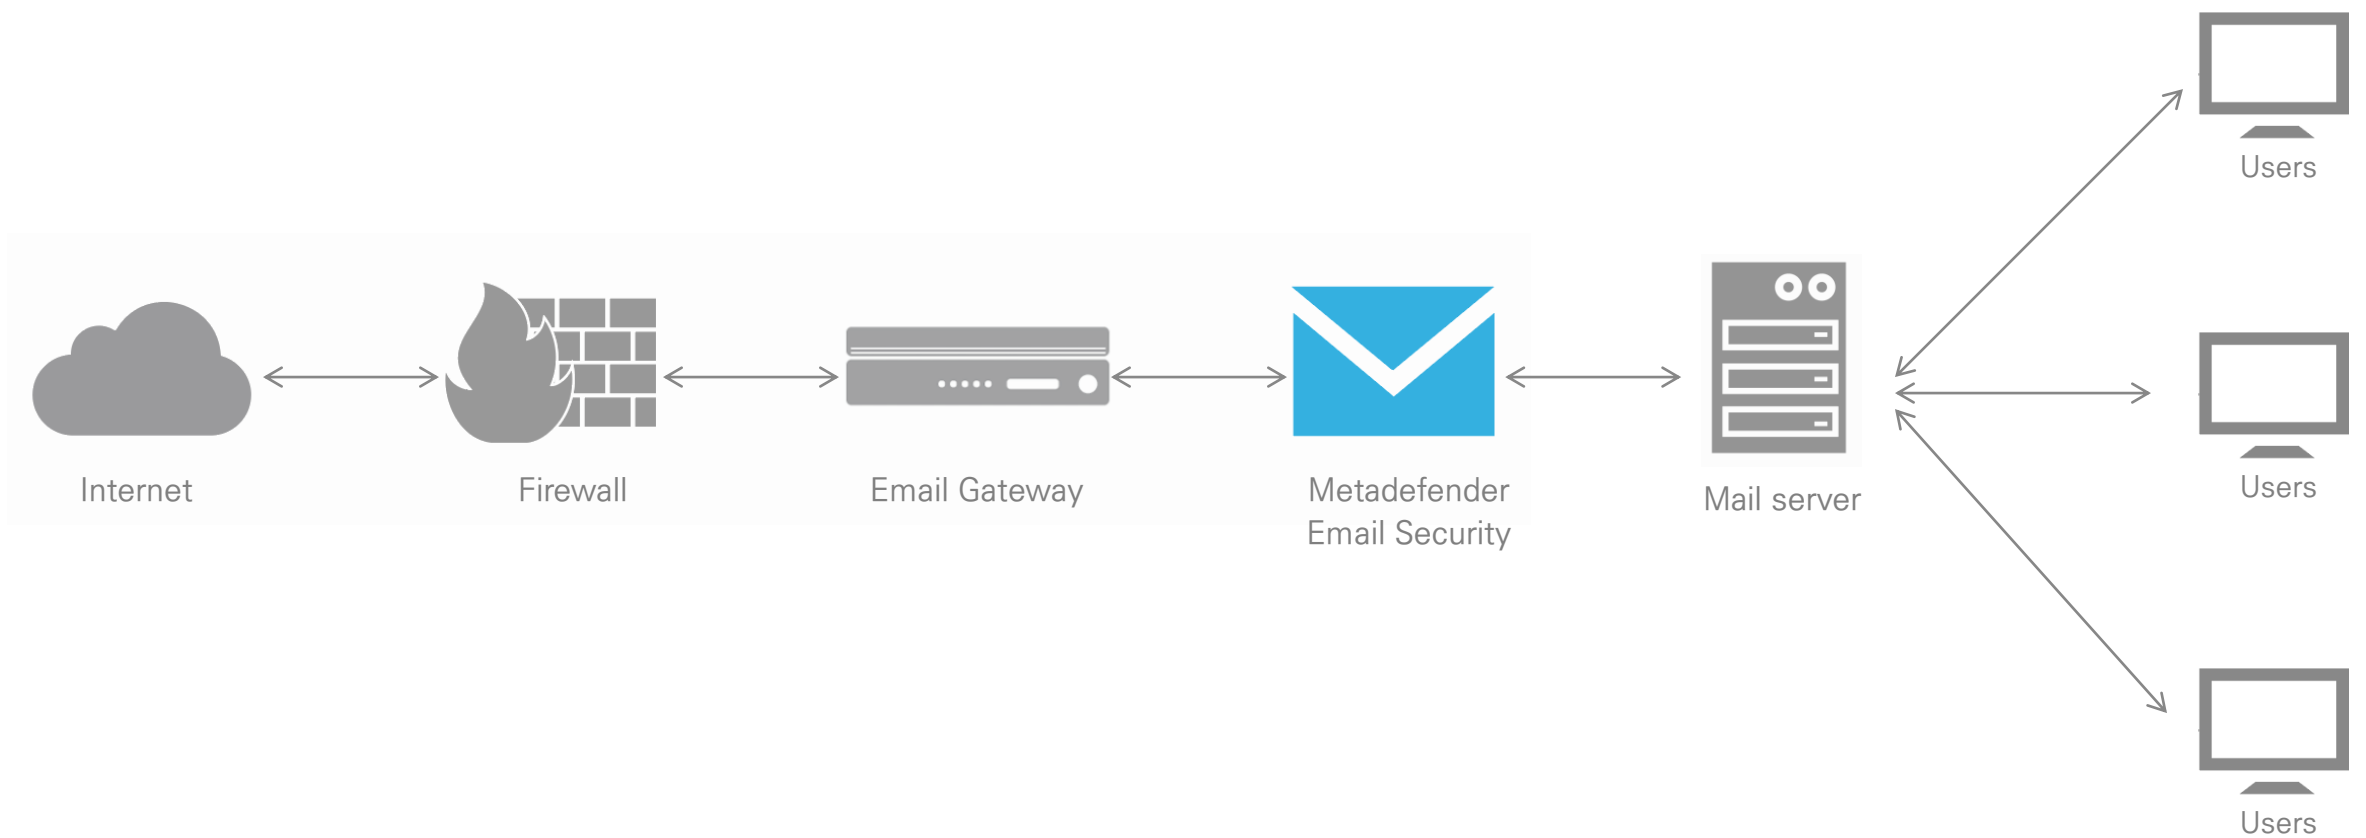 Users
Internet
Firewall
Email Gateway
Metadefender
Email Security
Mail server
Users
Users